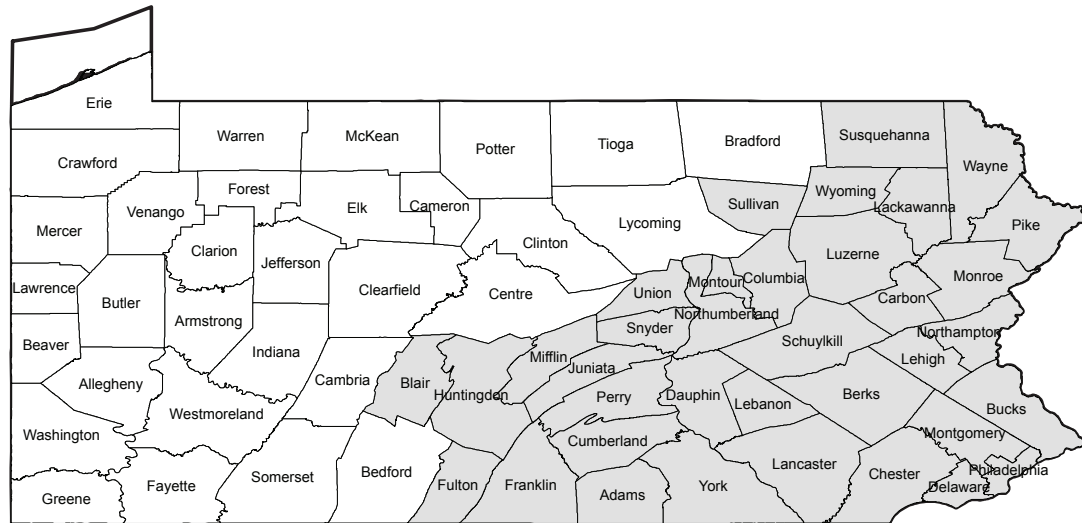 Erie
Warren
McKean
Potter
Tioga
Bradford
Susquehanna
Wayne
Crawford
Forest
Elk
Cameron
Venango
Mercer
Clarion
Jefferson
Clinton
Lycoming
Sullivan
Wyoming
Lackawanna
Pike
Luzerne
Monroe
Lawrence
Butler
Armstrong
Clearfield
Centre
Union
Montour
Columbia
Carbon
Northumberland
Snyder
Northampton
Beaver
Indiana
Mifflin
Schuylkill
Lehigh
Allegheny
Cambria
Blair
Huntingdon
Juniata
Perry
Dauphin
Lebanon
Berks
Bucks
Westmoreland
Washington
Cumberland
Montgomery
Bedford
Somerset
Lancaster
Chester
Philadelphia
Delaware
Greene
Fayette
Fulton
Franklin
Adams
York